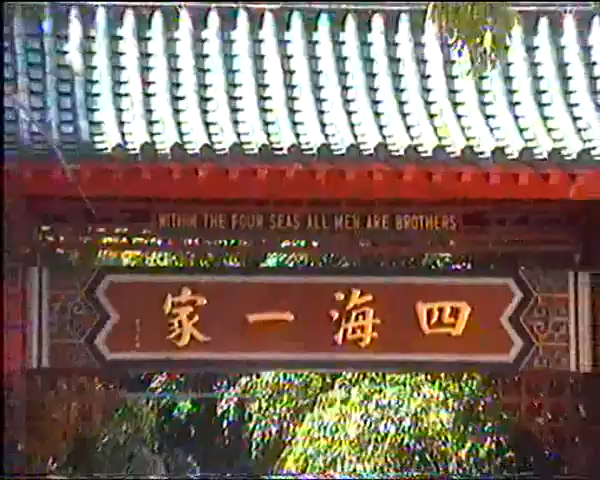 WITHIN THE FOUR SEAS ALL MEN ARE BROTHERS
四海一家